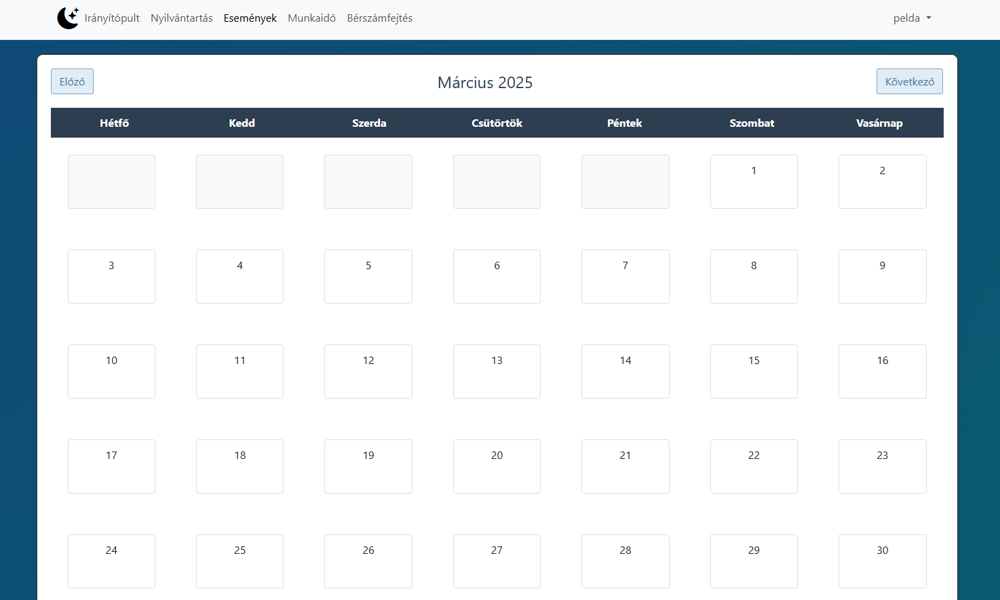 Irányítópult Nyilvántartás Események Munkaidő Bérszámfejtés pelda
Előző Március 2025 Következő
Hétfő Kedd Szerda Csütörtök Péntek Szombat Vasárnap
1 2
3 4 5 6 7 8 9
10 11 12 13 14 15 16
17 18 19 20 21 22 23
24 25 26 27 28 29 30